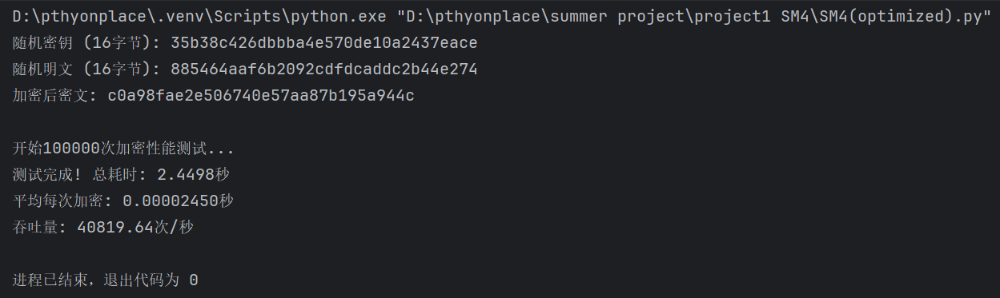 D:\pthyonplace\.venv\Scripts\python.exe "D:\pthyonplace\summer project\project1 SM4\SM4(optimized).py"
随机密钥 (16字节): 35b38c426dbbba4e570de10a2437eace
随机明文 (16字节): 885464aaf6b2092cdfdcaddc2b44e274
加密后密文: c0a98fae2e506740e57aa87b195a944c
开始100000次加密性能测试...
测试完成! 总耗时: 2.4498秒
平均每次加密: 0.00002450秒
吞吐量: 40819.64次/秒
进程已结束，退出代码为 0